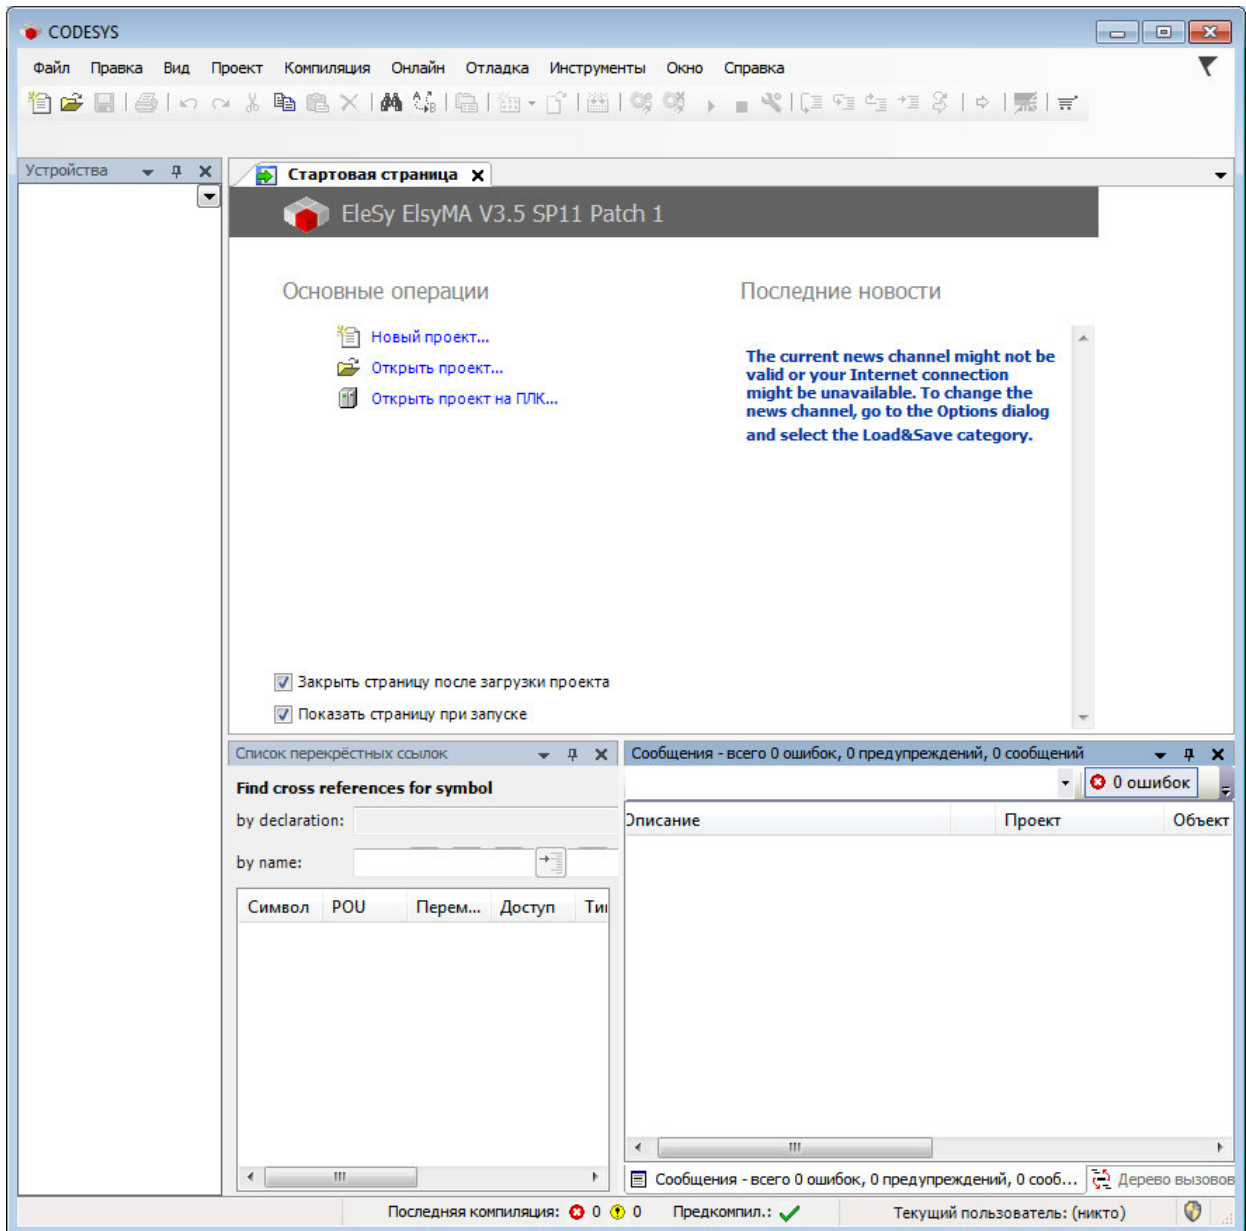 CODESYS
Файл Правка Вид Проект Компиляция Онлайн Отладка Инструменты Окно Справка
Устройства
Стартовая страница
EleSy ElsyMA V3.5 SP11 Patch 1
Основные операции
Новый проект...
Открыть проект...
Открыть проект на ПЛК...
Последние новости
The current news channel might not be
valid or your Internet connection
might be unavailable. To change the
news channel, go to the Options dialog
and select the Load&Save category.
Закрыть страницу после загрузки проекта
Показать страницу при запуске
Список перекрёстных ссылок
Find cross references for symbol
by declaration:
by name:
Символ POU Перем... Доступ
Сообщения - всего 0 ошибок, 0 предупреждений, 0 сообщений
0 ошибок
Описание Проект Объект
Сообщения - всего 0 ошибок, 0 предупреждений, 0 сооб... Дерево вызовов
Последняя компиляция: 0 0 Предкомпил.: Текущий пользователь: (никто)